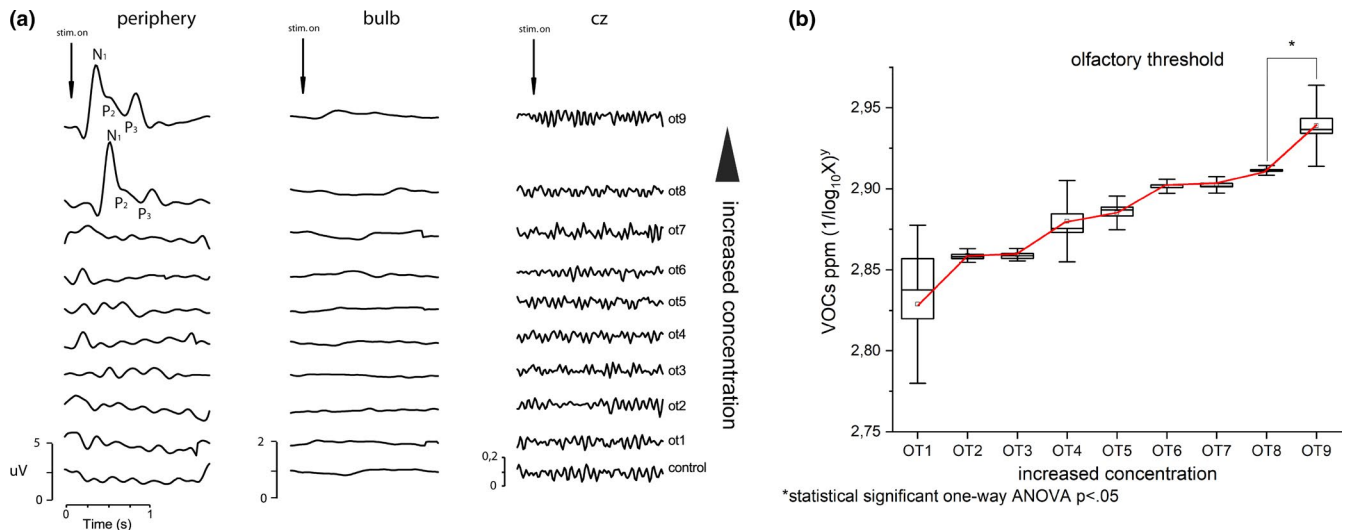 (a)
periphery
bulb
cz
stim. on
stim. on
stim. on
N1
P2
P3
N1
P2
P3
ot9
ot8
ot7
ot6
ot5
ot4
ot3
ot2
ot1
control
increased concentration
5
uV
0
2
1
0
0,2
0
0
1
Time (s)
(b)
olfactory threshold
*
VOCs ppm (1/log10X)y
2,95
2,90
2,85
2,80
2,75
OT1 OT2 OT3 OT4 OT5 OT6 OT7 OT8 OT9
increased concentration
*statistical significant one-way ANOVA p<.05